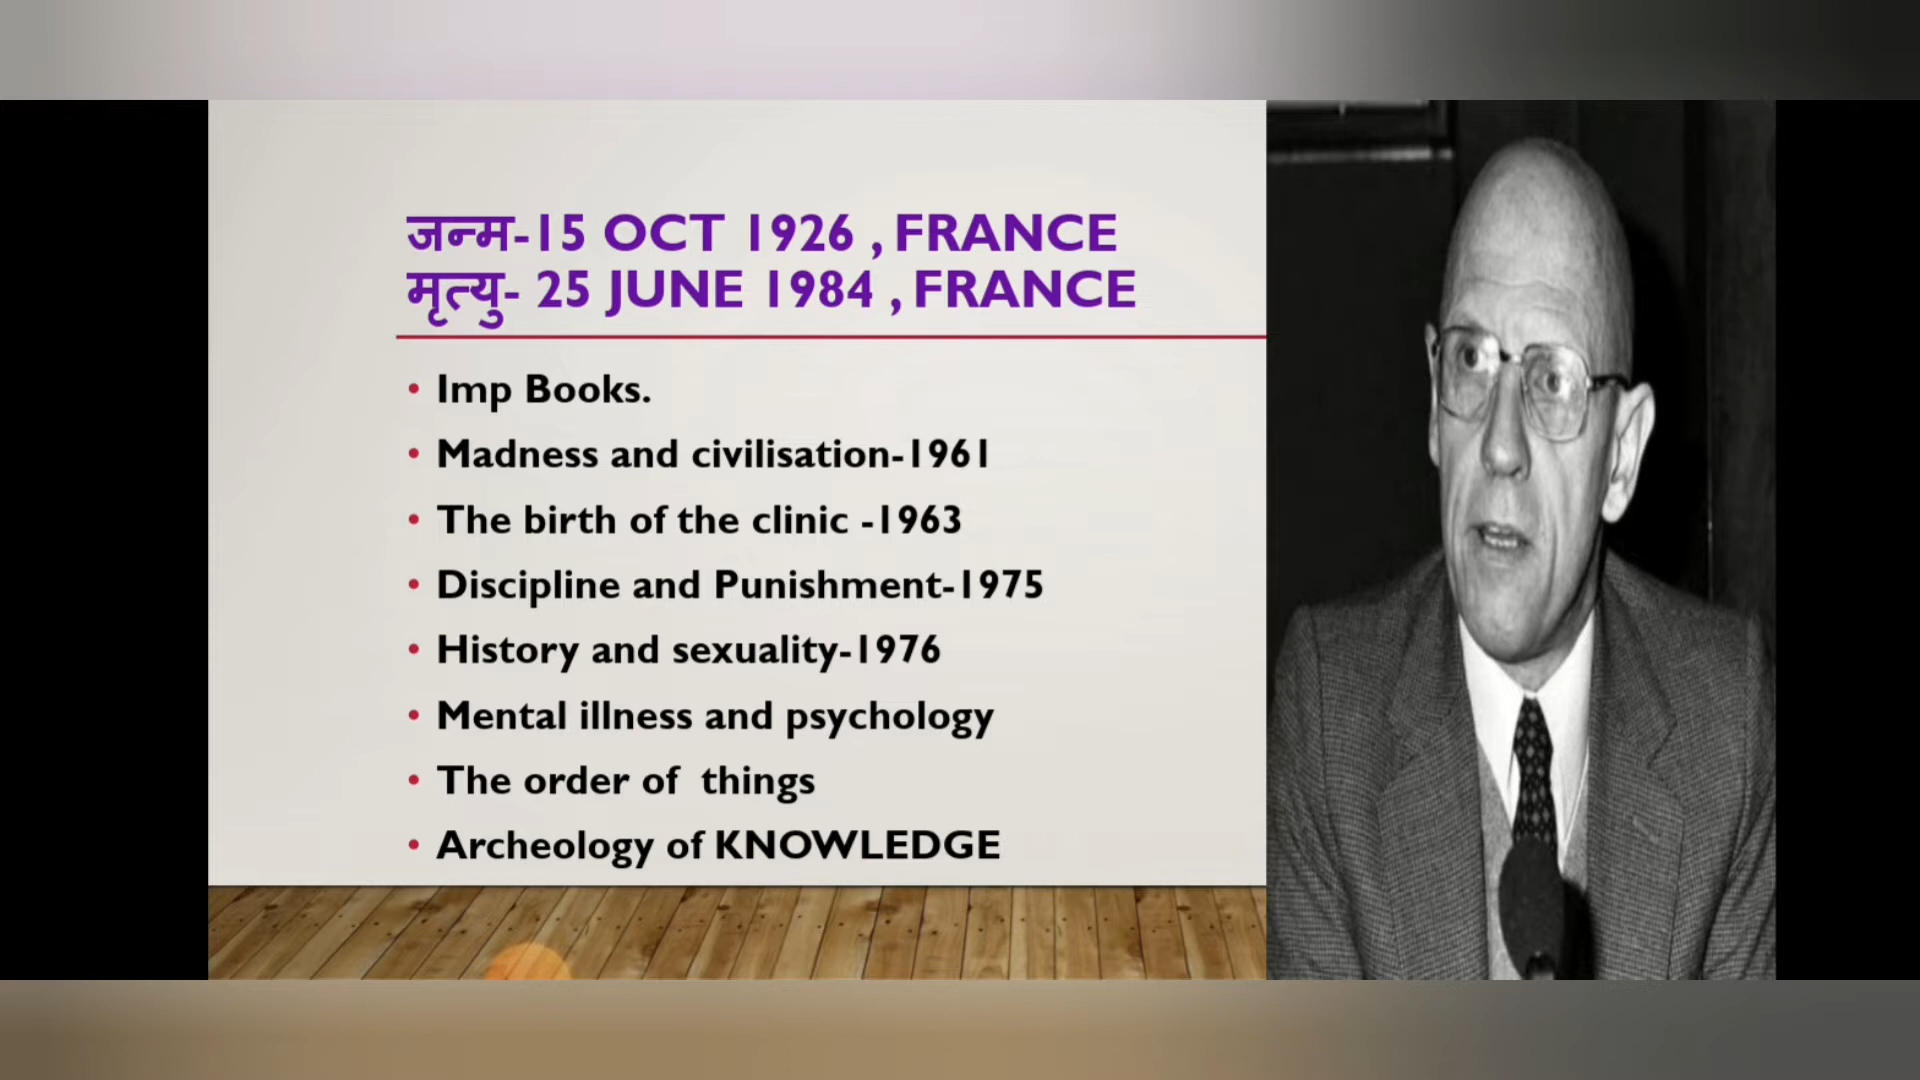 जन्म-15 OCT 1926 , FRANCE
मृत्यु- 25 JUNE 1984 , FRANCE
• Imp Books.
• Madness and civilisation-1961
• The birth of the clinic -1963
• Discipline and Punishment-1975
• History and sexuality-1976
• Mental illness and psychology
• The order of  things
• Archeology of KNOWLEDGE